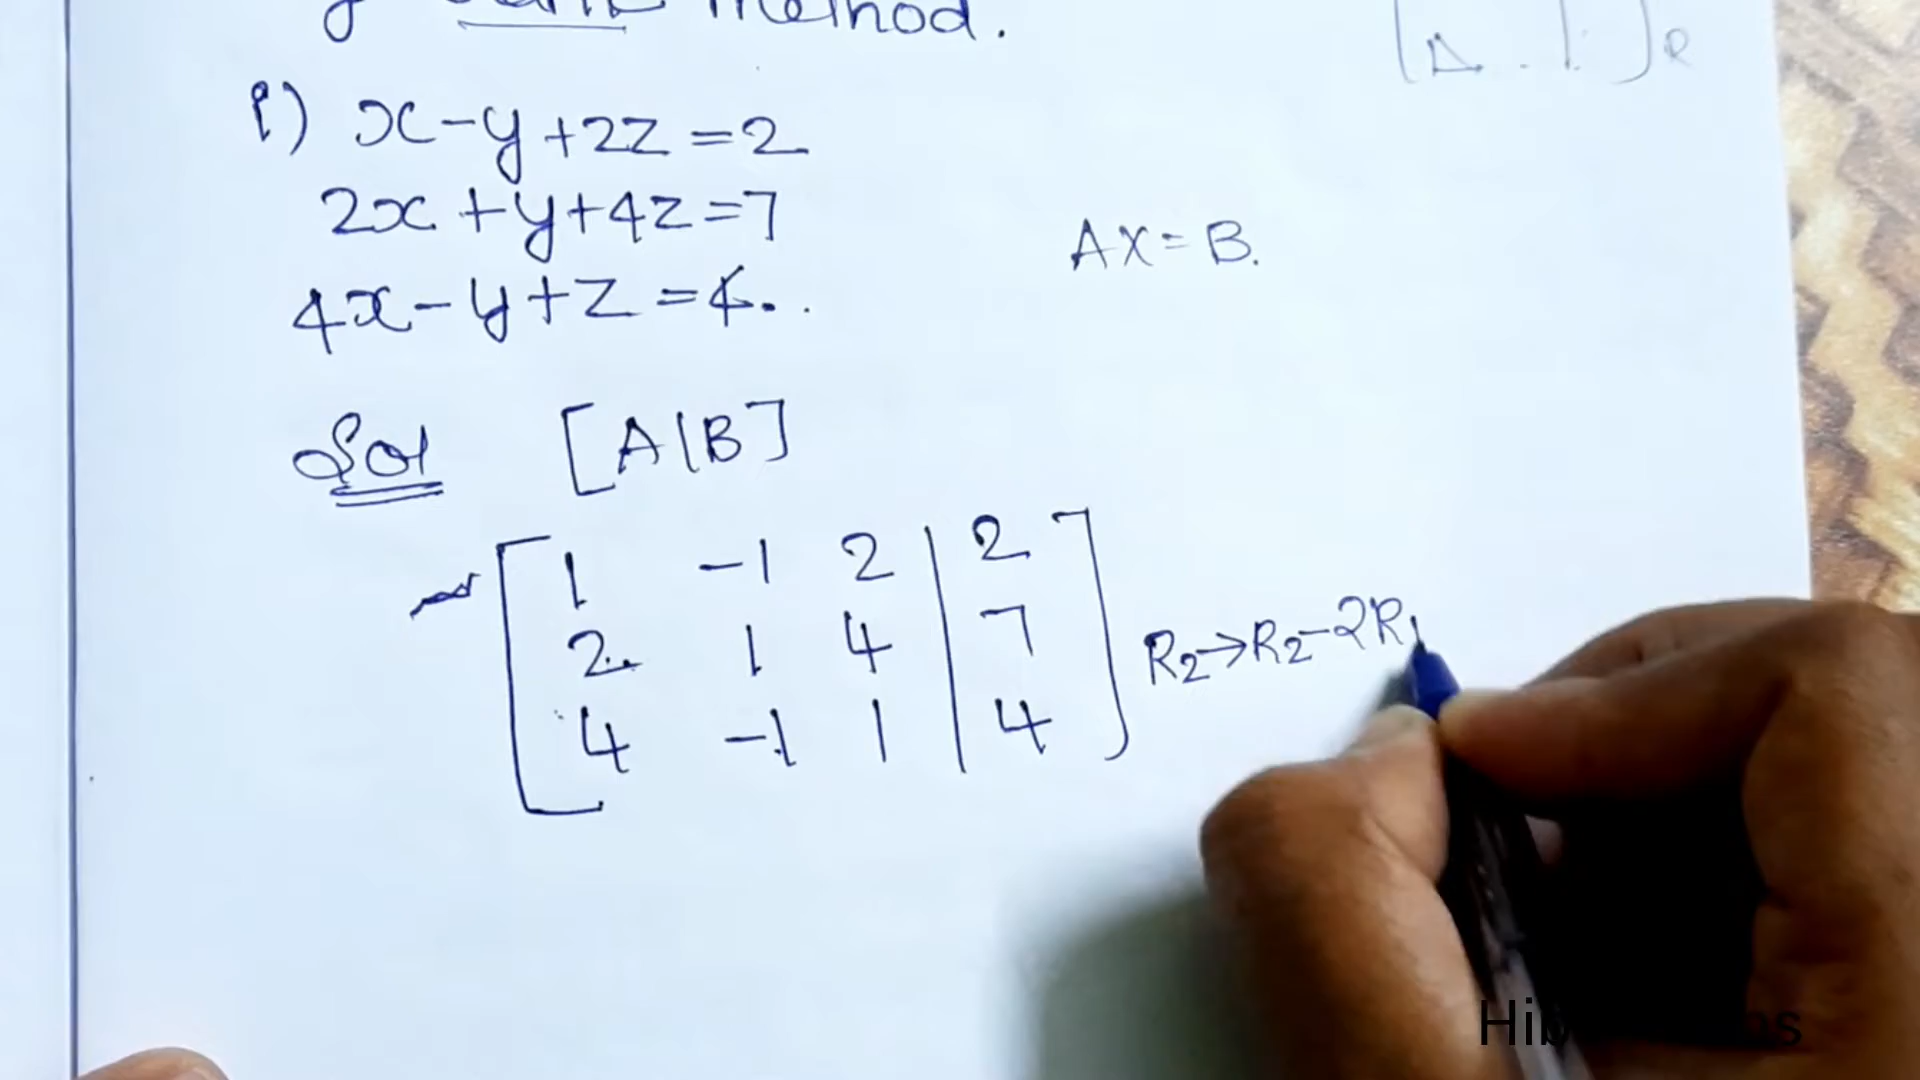 method.
i) x-y+2z=2
2x+y+4z=7
AX=B.
4x-y+z=4.
Sol [A|B]
~ [1 -1 2 | 2
2 1 4 | 7
4 -1 1 | 4] R₂→R₂-2R₁